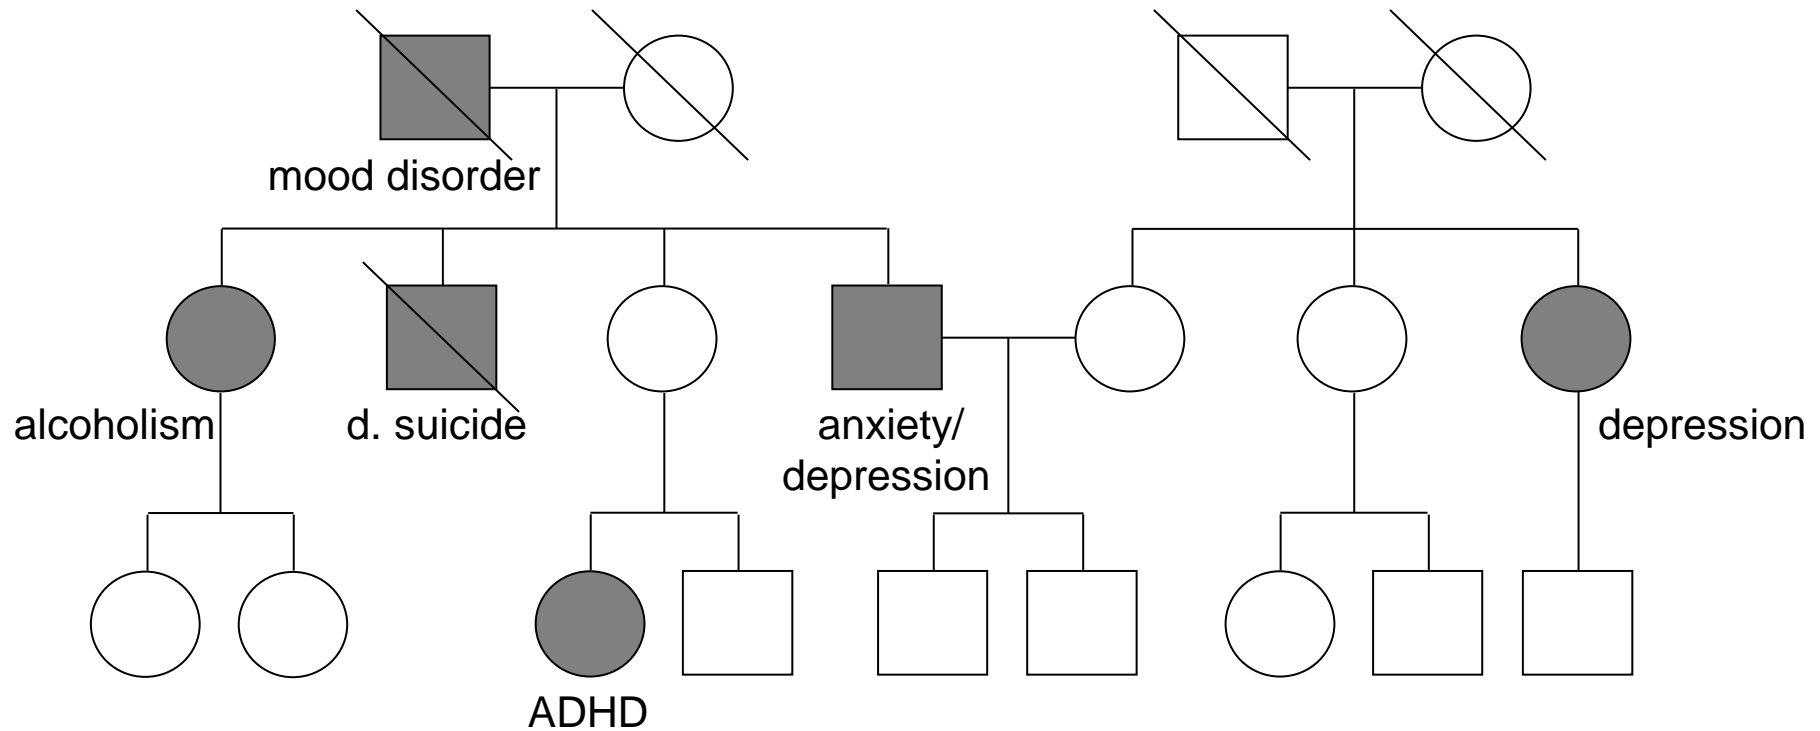 mood disorder
alcoholism
d. suicide
anxiety/
depression
depression
ADHD